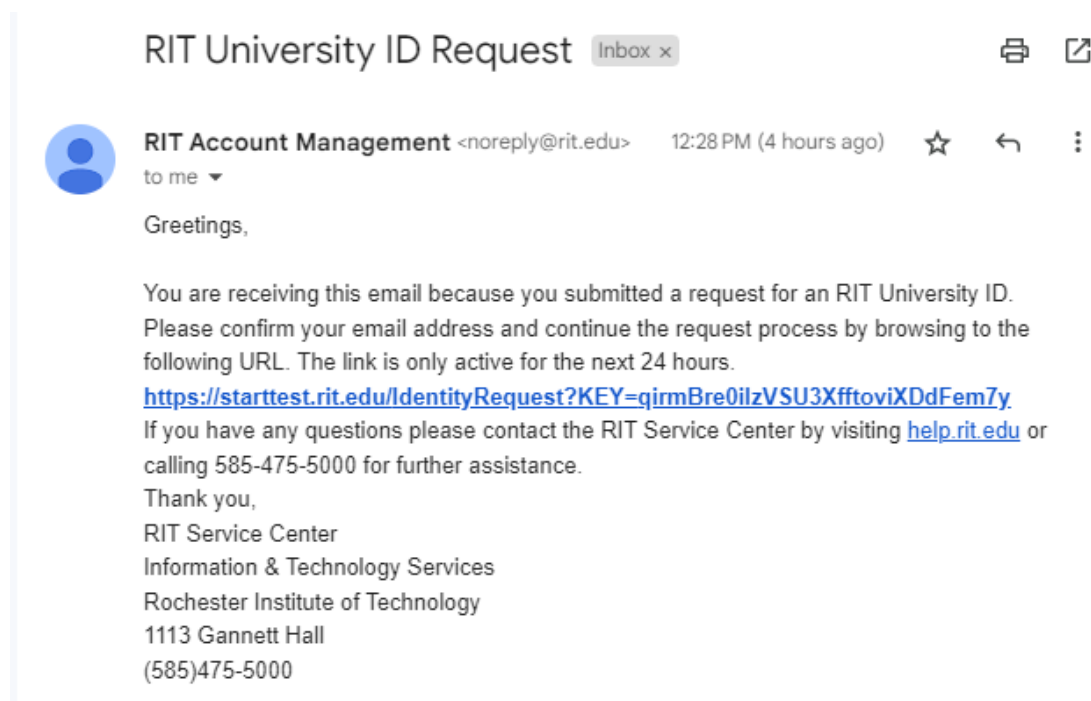 RIT University ID Request Inbox x
RIT Account Management <noreply@rit.edu> 12:28 PM (4 hours ago)
to me
Greetings,
You are receiving this email because you submitted a request for an RIT University ID.
Please confirm your email address and continue the request process by browsing to the
following URL. The link is only active for the next 24 hours.
https://starttest.rit.edu/IdentityRequest?KEY=qirmBre0ilzVSU3XfftoviXDdFem7y
If you have any questions please contact the RIT Service Center by visiting help.rit.edu or
calling 585-475-5000 for further assistance.
Thank you,
RIT Service Center
Information & Technology Services
Rochester Institute of Technology
1113 Gannett Hall
(585)475-5000